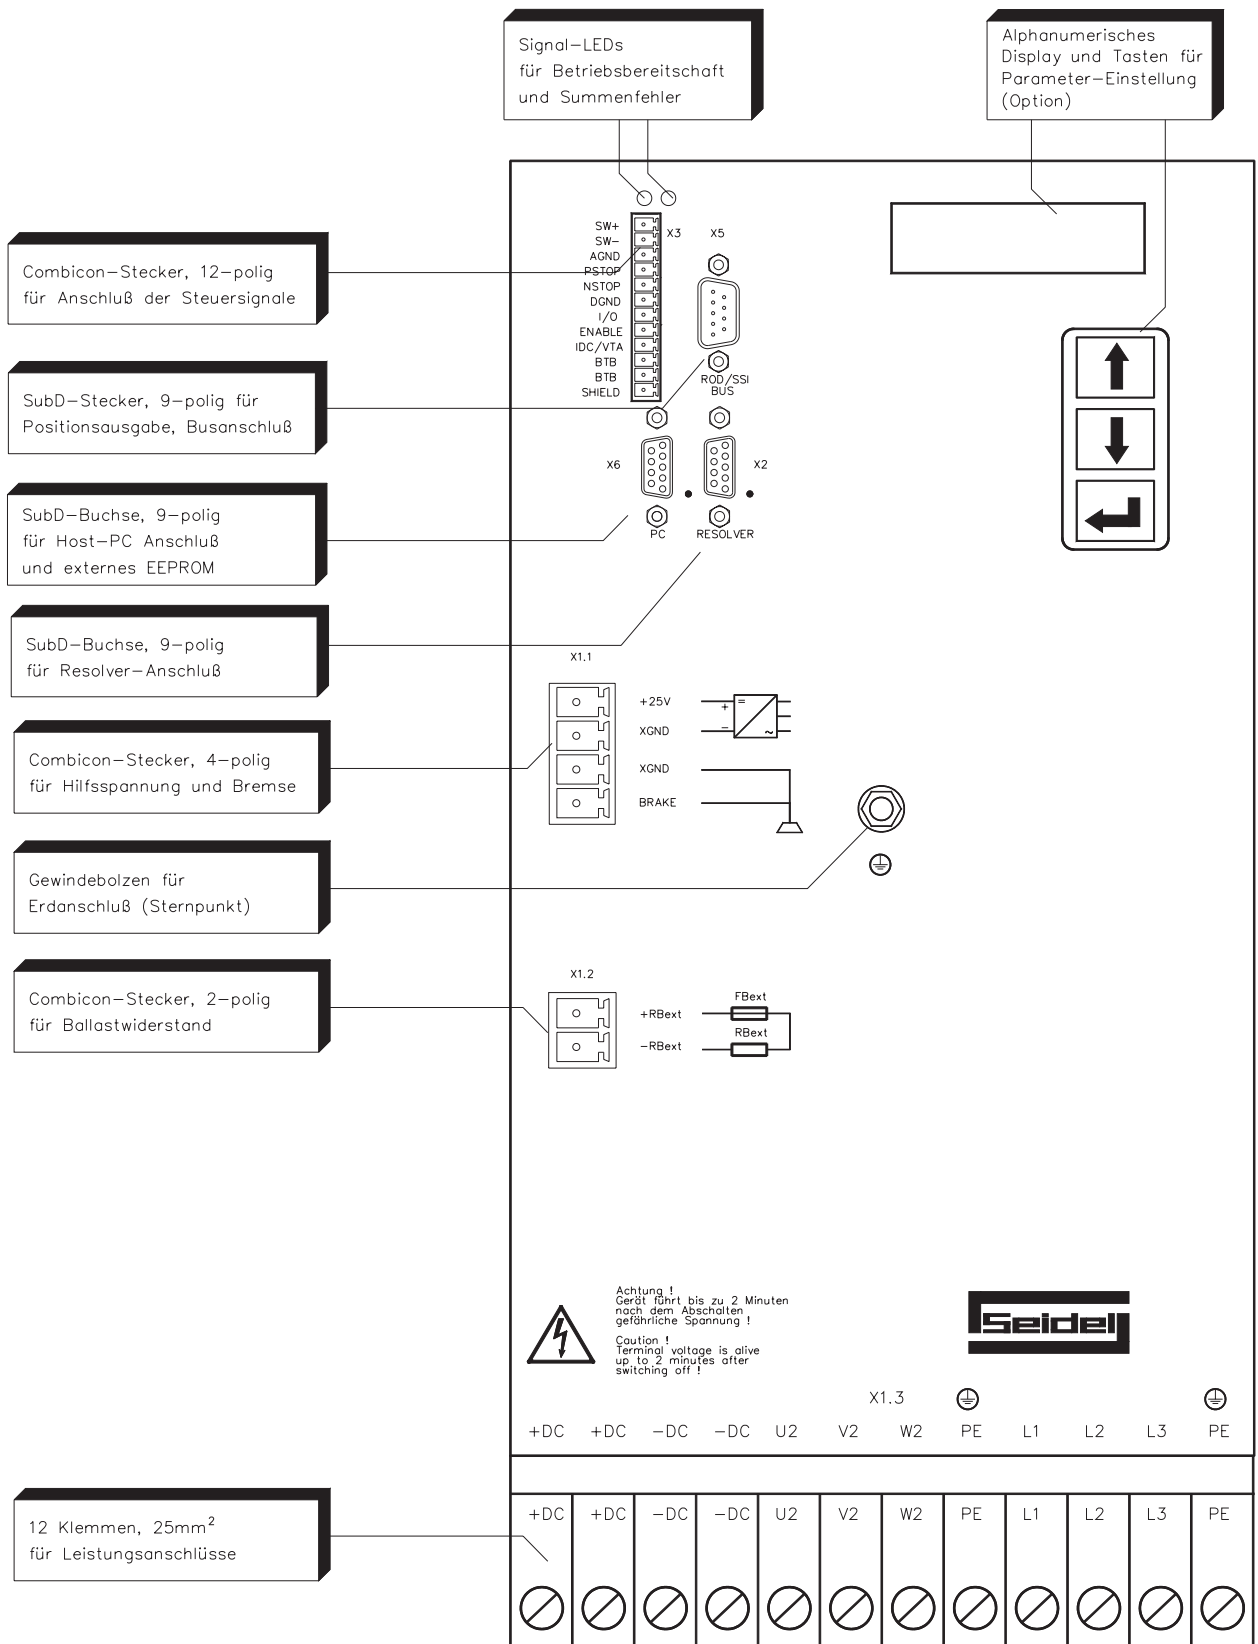 Signal-LEDs
für Betriebsbereitschaft
und Summenfehler
Alphanumerisches
Display und Tasten für
Parameter-Einstellung
(Option)
Combicon-Stecker, 12-polig
für Anschluß der Steuersignale
SubD-Stecker, 9-polig für
Positionsausgabe, Busanschluß
SubD-Buchse, 9-polig
für Host-PC Anschluß
und externes EEPROM
SubD-Buchse, 9-polig
für Resolver-Anschluß
Combicon-Stecker, 4-polig
für Hilfsspannung und Bremse
Gewindebolzen für
Erdanschluß (Sternpunkt)
Combicon-Stecker, 2-polig
für Ballastwiderstand
12 Klemmen, 25mm²
für Leistungsanschlüsse
X3
X5
SW+
SW-
AGND
PSTOP
NSTOP
DGND
I/O
ENABLE
IDC/VTA
BTB
BTB
SHIELD
ROD/SSI
BUS
X6
X2
PC
RESOLVER
X1.1
+25V
XGND
XGND
BRAKE
+
-
=
~
X1.2
+RBext
-RBext
FBext
RBext
Achtung !
Gerät führt bis zu 2 Minuten
nach dem Abschalten
gefährliche Spannung !
Caution !
Terminal voltage is alive
up to 2 minutes after
switching off !
Seidel
X1.3
+DC +DC -DC -DC U2 V2 W2 PE L1 L2 L3 PE
+DC +DC -DC -DC U2 V2 W2 PE L1 L2 L3 PE